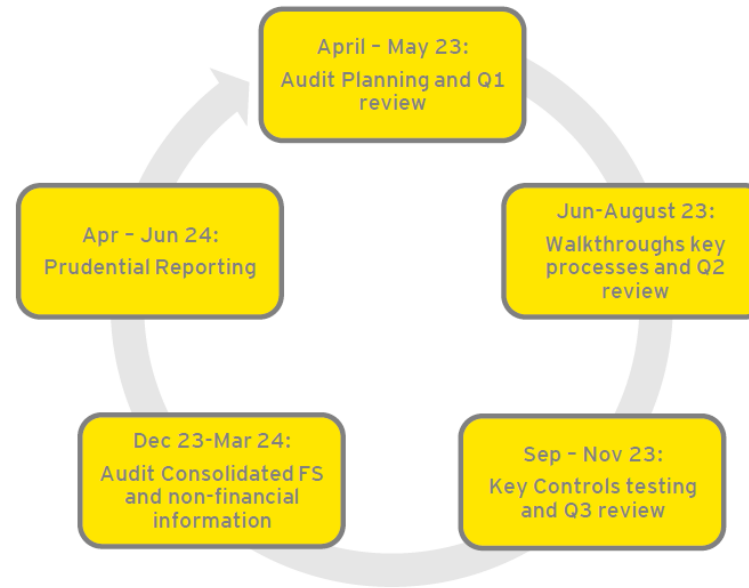 April – May 23:
Audit Planning and Q1
review
Jun-August 23:
Walkthroughs key
processes and Q2
review
Sep – Nov 23:
Key Controls testing
and Q3 review
Dec 23-Mar 24:
Audit Consolidated FS
and non-financial
information
Apr – Jun 24:
Prudential Reporting